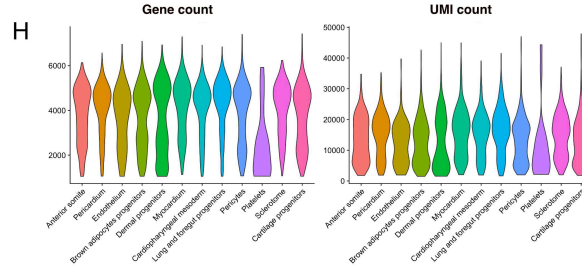 H
Gene count
6000
4000
2000
Anterior somite
Pericardium
Endothelium
Brown adipocytes progenitors
Dermal progenitors
Myocardium
Cardiopharyngeal mesoderm
Lung and foregut progenitors
Pericytes
Platelets
Sclerotome
Cartilage progenitors
UMI count
50000
40000
30000
20000
10000
0
Anterior somite
Pericardium
Endothelium
Brown adipocytes progenitors
Dermal progenitors
Myocardium
Cardiopharyngeal mesoderm
Lung and foregut progenitors
Pericytes
Platelets
Sclerotome
Cartilage progenitors